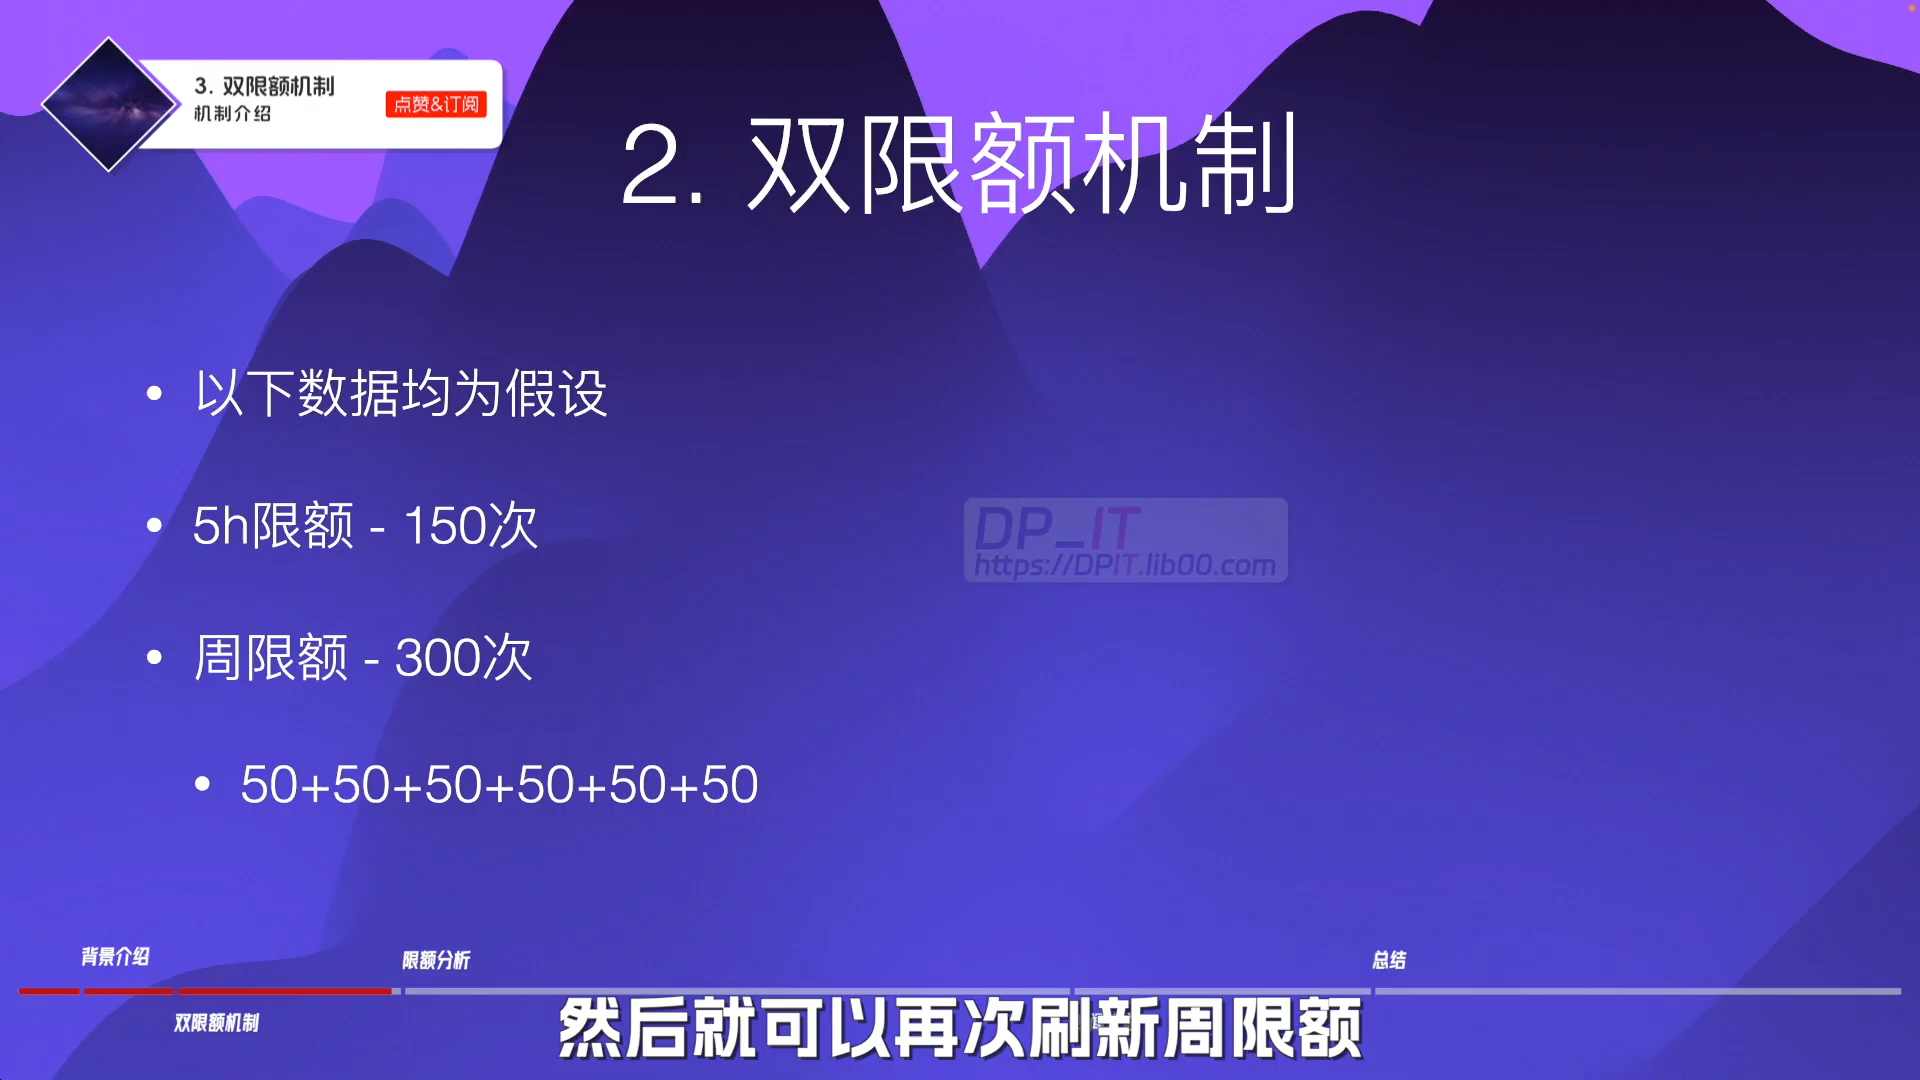 3. 双限额机制
机制介绍
点赞&订阅
2. 双限额机制
以下数据均为假设
5h限额 - 150次
DP_IT
https://DPIT.lib00.com
周限额 - 300次
50+50+50+50+50+50
背景介绍
限额分析
总结
双限额机制
然后就可以再次刷新周限额